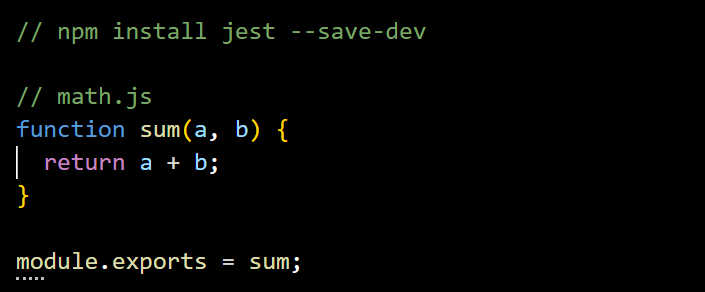 // npm install jest --save-dev
// math.js
function sum(a, b) {
  return a + b;
}
module.exports = sum;